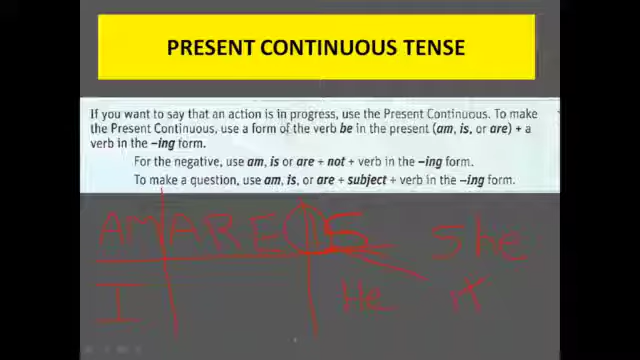 PRESENT CONTINUOUS TENSE
If you want to say that an action is in progress, use the Present Continuous. To make
the Present Continuous, use a form of the verb be in the present (am, is, or are) + a
verb in the –ing form.
For the negative, use am, is or are + not + verb in the –ing form.
To make a question, use am, is, or are + subject + verb in the –ing form.
AM ARE IS She
I He it